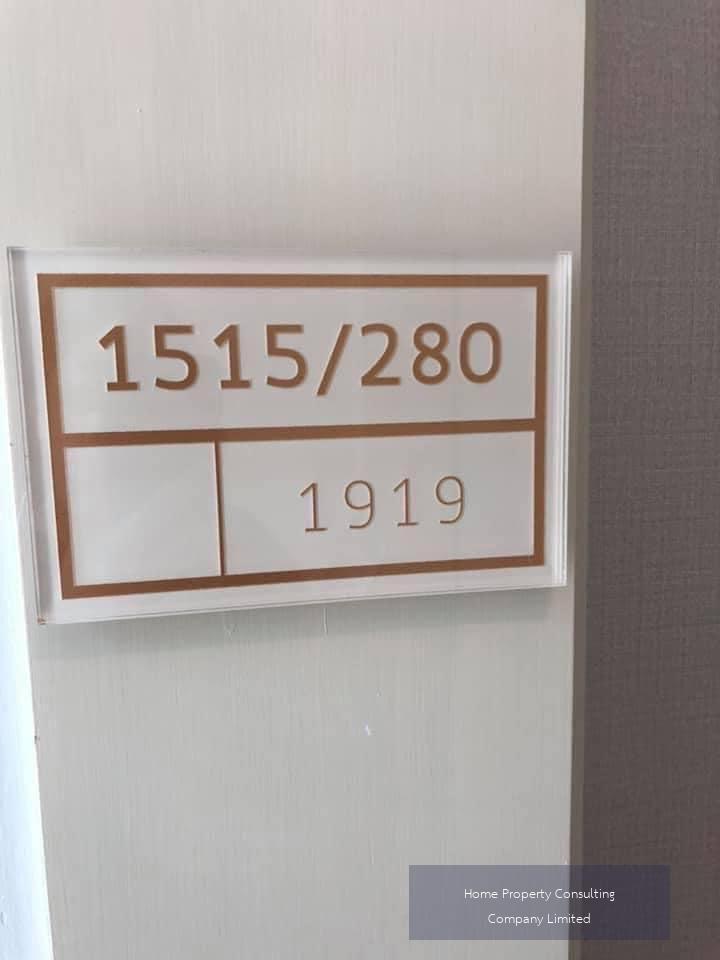 1515/280
1919
Home Property Consulting
Company Limited